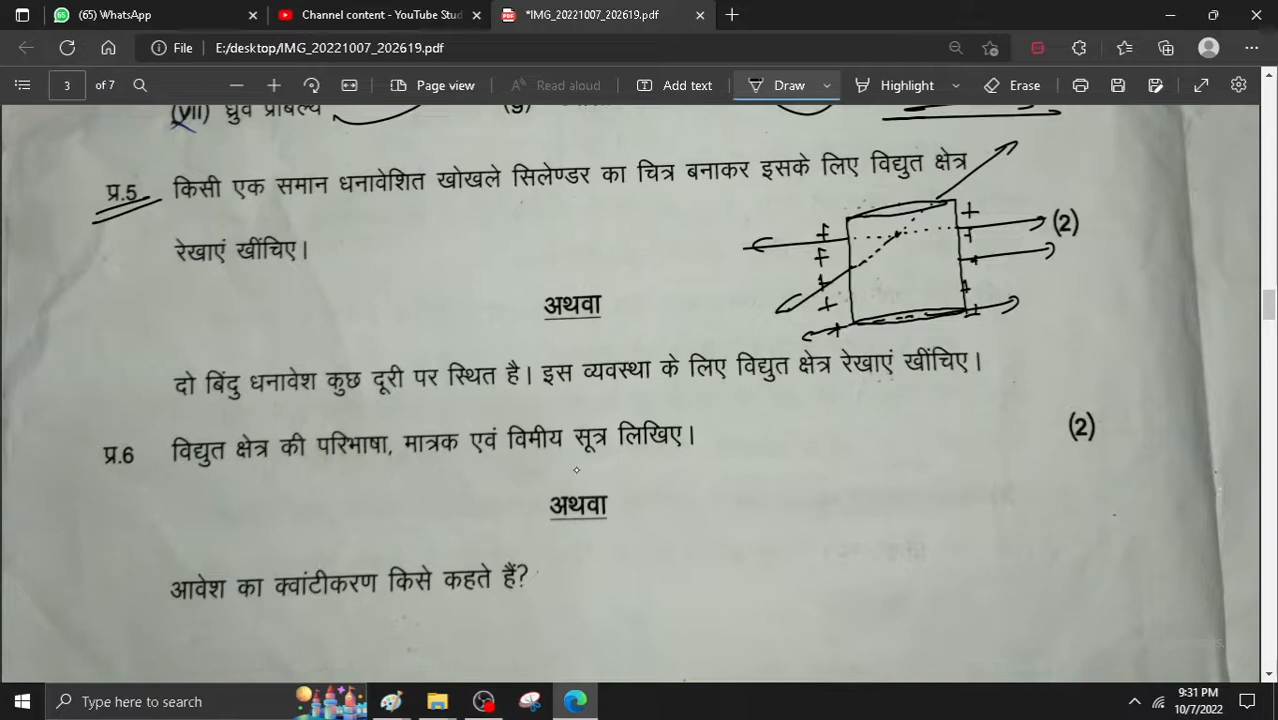 (65) WhatsApp
Channel content - YouTube Stud
*IMG_20221007_202619.pdf
File
E:/desktop/IMG_20221007_202619.pdf
3 of 7
Page view
Read aloud
Add text
Draw
Highlight
Erase
(vii) ध्रुव प्राबल्य
प्र.5 किसी एक समान धनावेशित खोखले सिलेण्डर का चित्र बनाकर इसके लिए विद्युत क्षेत्र
रेखाएं खींचिए। (2)
अथवा
दो बिंदु धनावेश कुछ दूरी पर स्थित है। इस व्यवस्था के लिए विद्युत क्षेत्र रेखाएं खींचिए।
प्र.6 विद्युत क्षेत्र की परिभाषा, मात्रक एवं विमीय सूत्र लिखिए। (2)
अथवा
आवेश का क्वांटीकरण किसे कहते हैं?
Type here to search
9:31 PM
10/7/2022